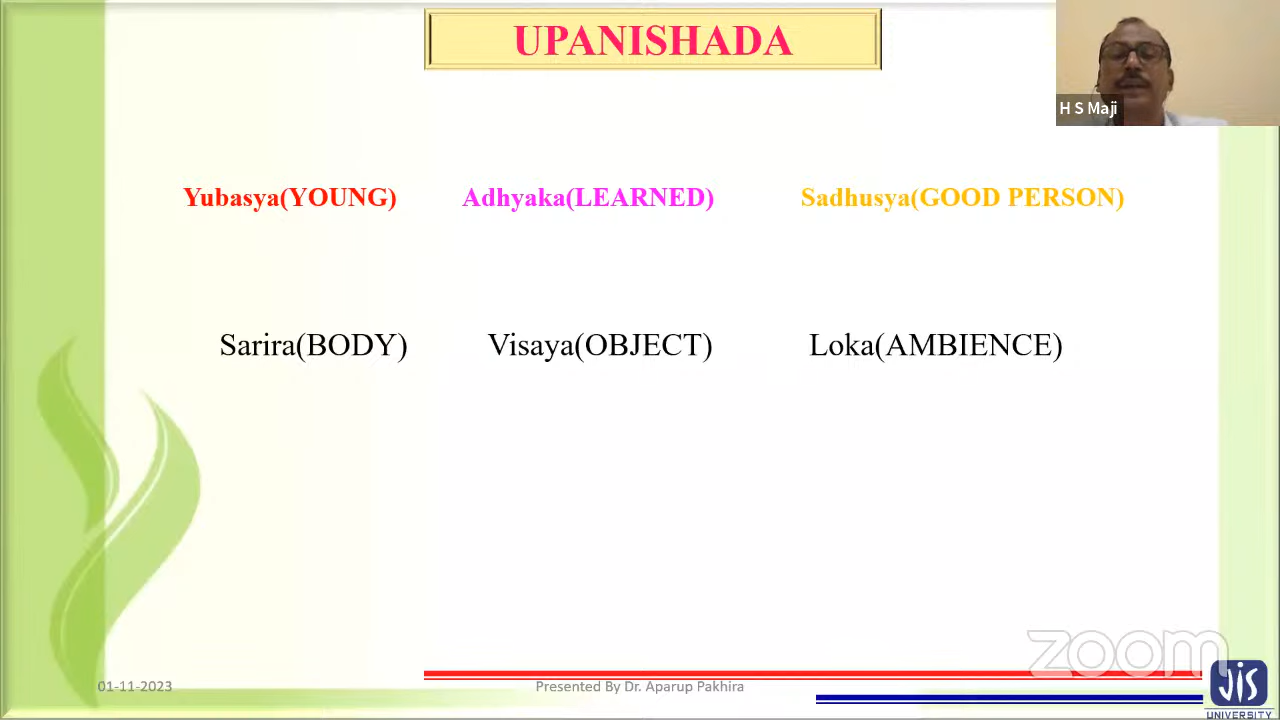 UPANISHADA
H S Maji
Yubasya(YOUNG) Adhyaka(LEARNED) Sadhusya(GOOD PERSON)
Sarira(BODY) Visaya(OBJECT) Loka(AMBIENCE)
zoom
01-11-2023 Presented By Dr. Aparup Pakhira
JIS
UNIVERSITY